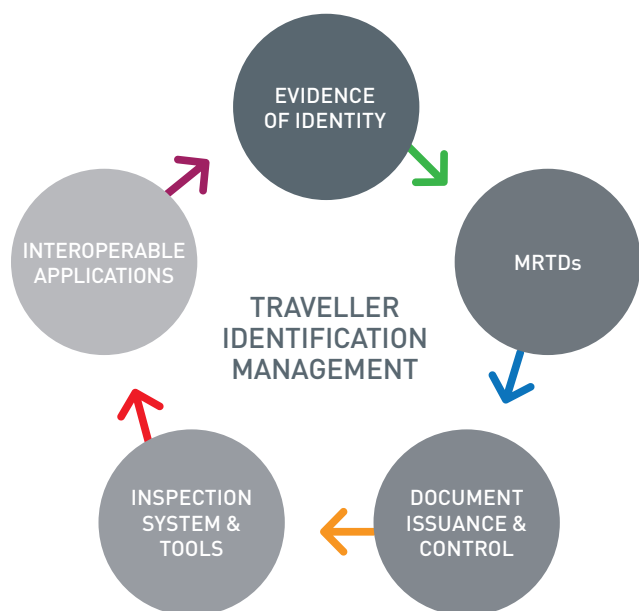 EVIDENCE
OF IDENTITY
MRTDs
DOCUMENT
ISSUANCE &
CONTROL
INSPECTION
SYSTEM &
TOOLS
INTEROPERABLE
APPLICATIONS
TRAVELLER
IDENTIFICATION
MANAGEMENT